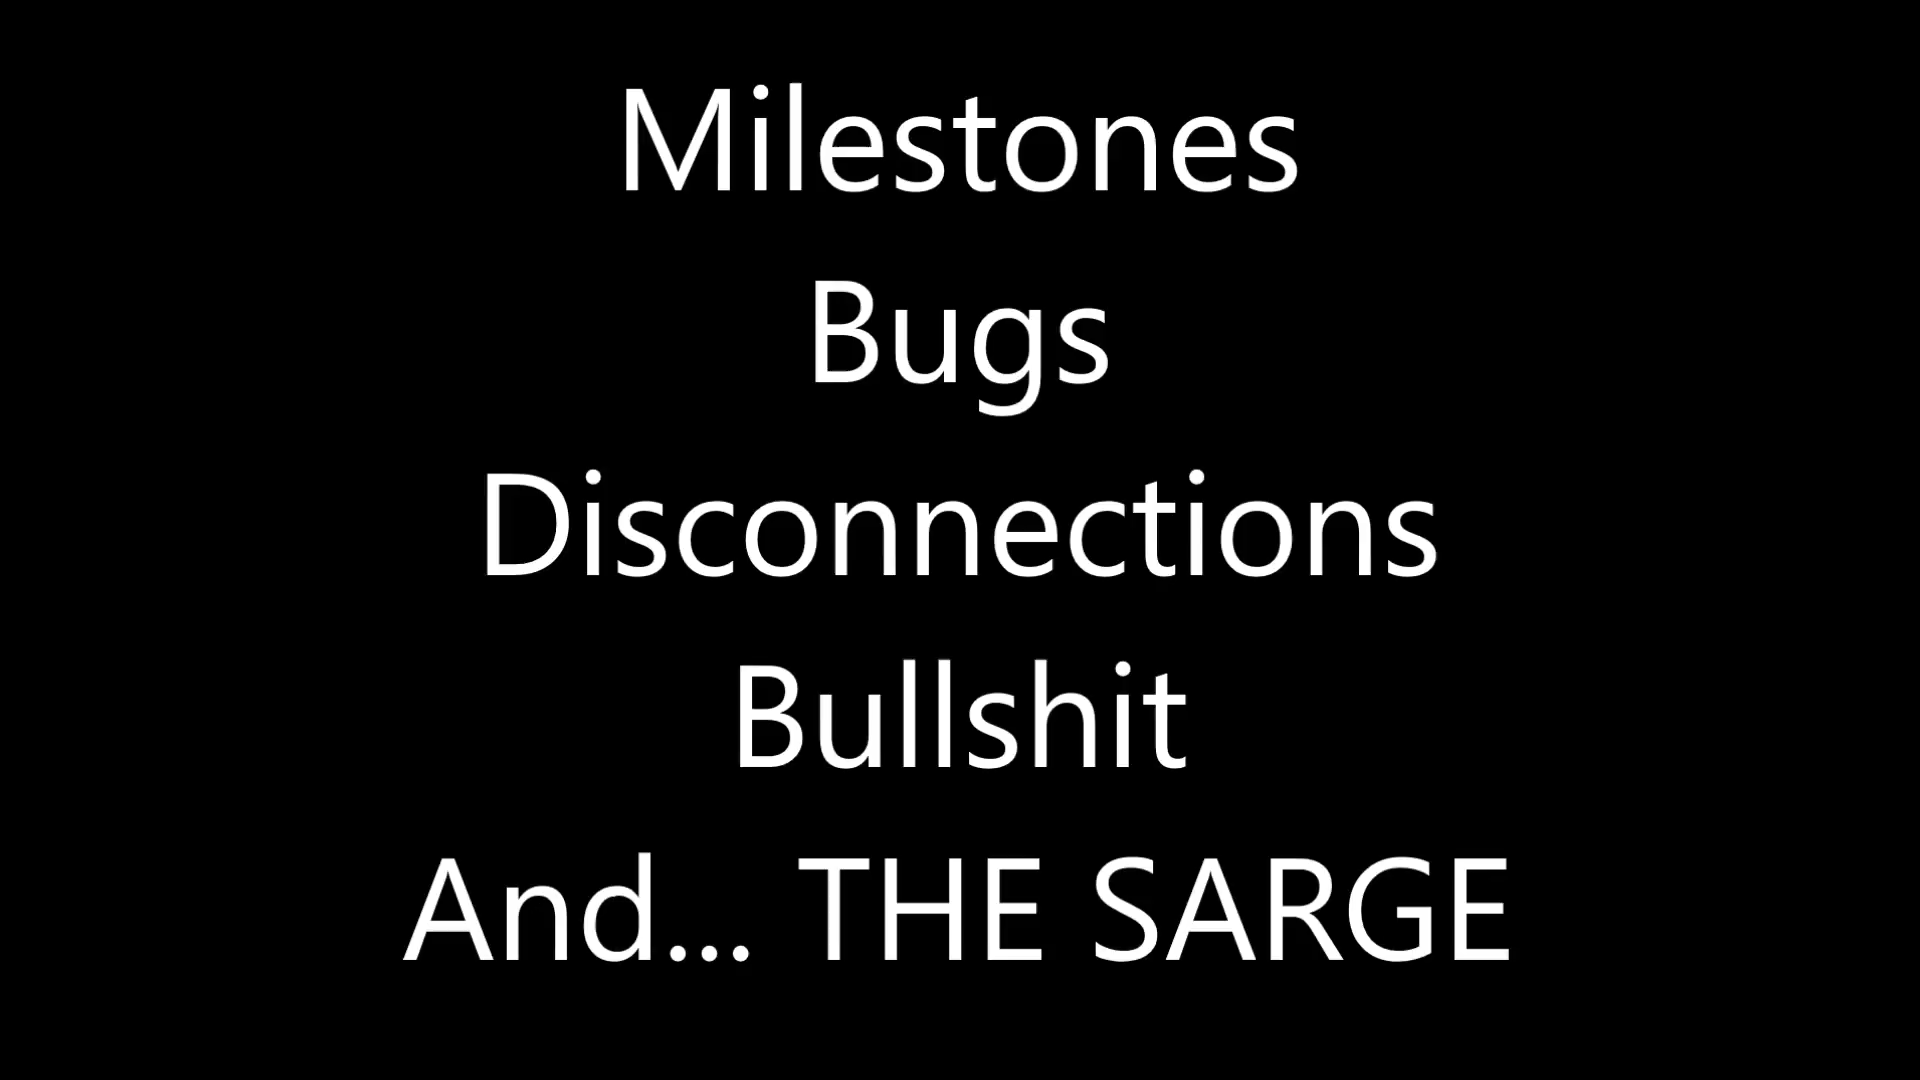 Milestones
Bugs
Disconnections
Bullshit
And... THE SARGE